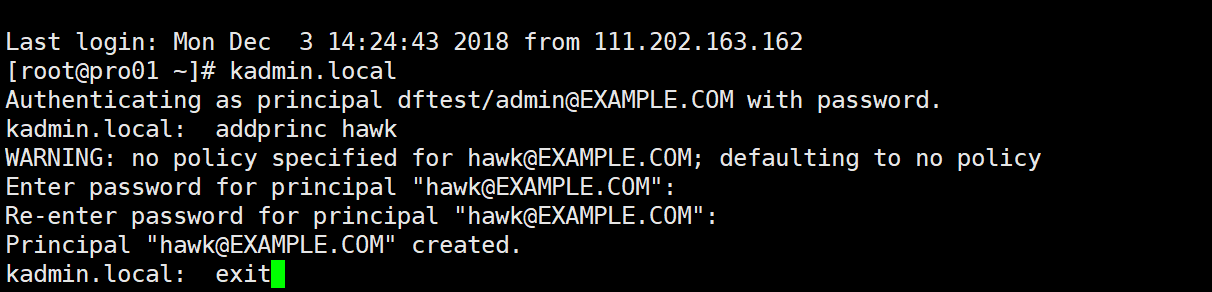 Last login: Mon Dec  3 14:24:43 2018 from 111.202.163.162
[root@pro01 ~]# kadmin.local
Authenticating as principal dftest/admin@EXAMPLE.COM with password.
kadmin.local:  addprinc hawk
WARNING: no policy specified for hawk@EXAMPLE.COM; defaulting to no policy
Enter password for principal "hawk@EXAMPLE.COM":
Re-enter password for principal "hawk@EXAMPLE.COM":
Principal "hawk@EXAMPLE.COM" created.
kadmin.local:  exit